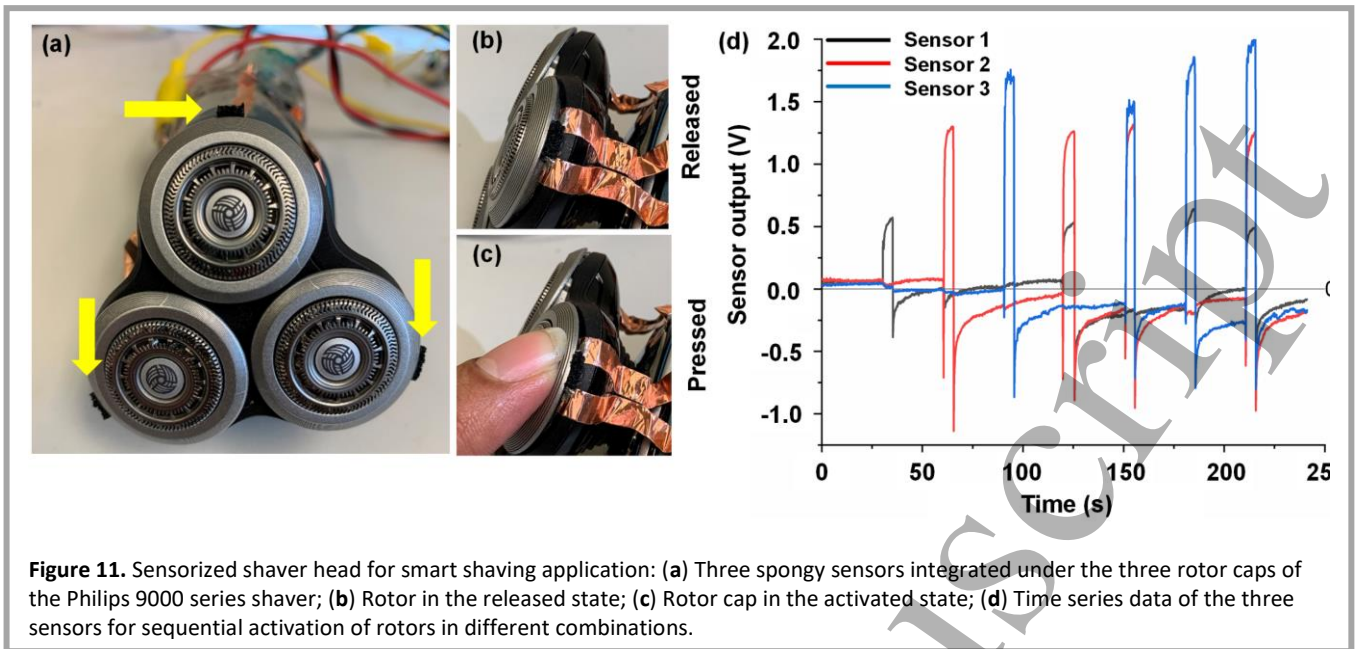 (a)
(b)
Released
(c)
Pressed
(d)
Sensor 1
Sensor 2
Sensor 3
Sensor output (V)
2.0
1.5
1.0
0.5
0.0
-0.5
-1.0
0
50
100
150
200
25
0
Time (s)
script
Figure 11. Sensorized shaver head for smart shaving application: (a) Three spongy sensors integrated under the three rotor caps of
the Philips 9000 series shaver; (b) Rotor in the released state; (c) Rotor cap in the activated state; (d) Time series data of the three
sensors for sequential activation of rotors in different combinations.